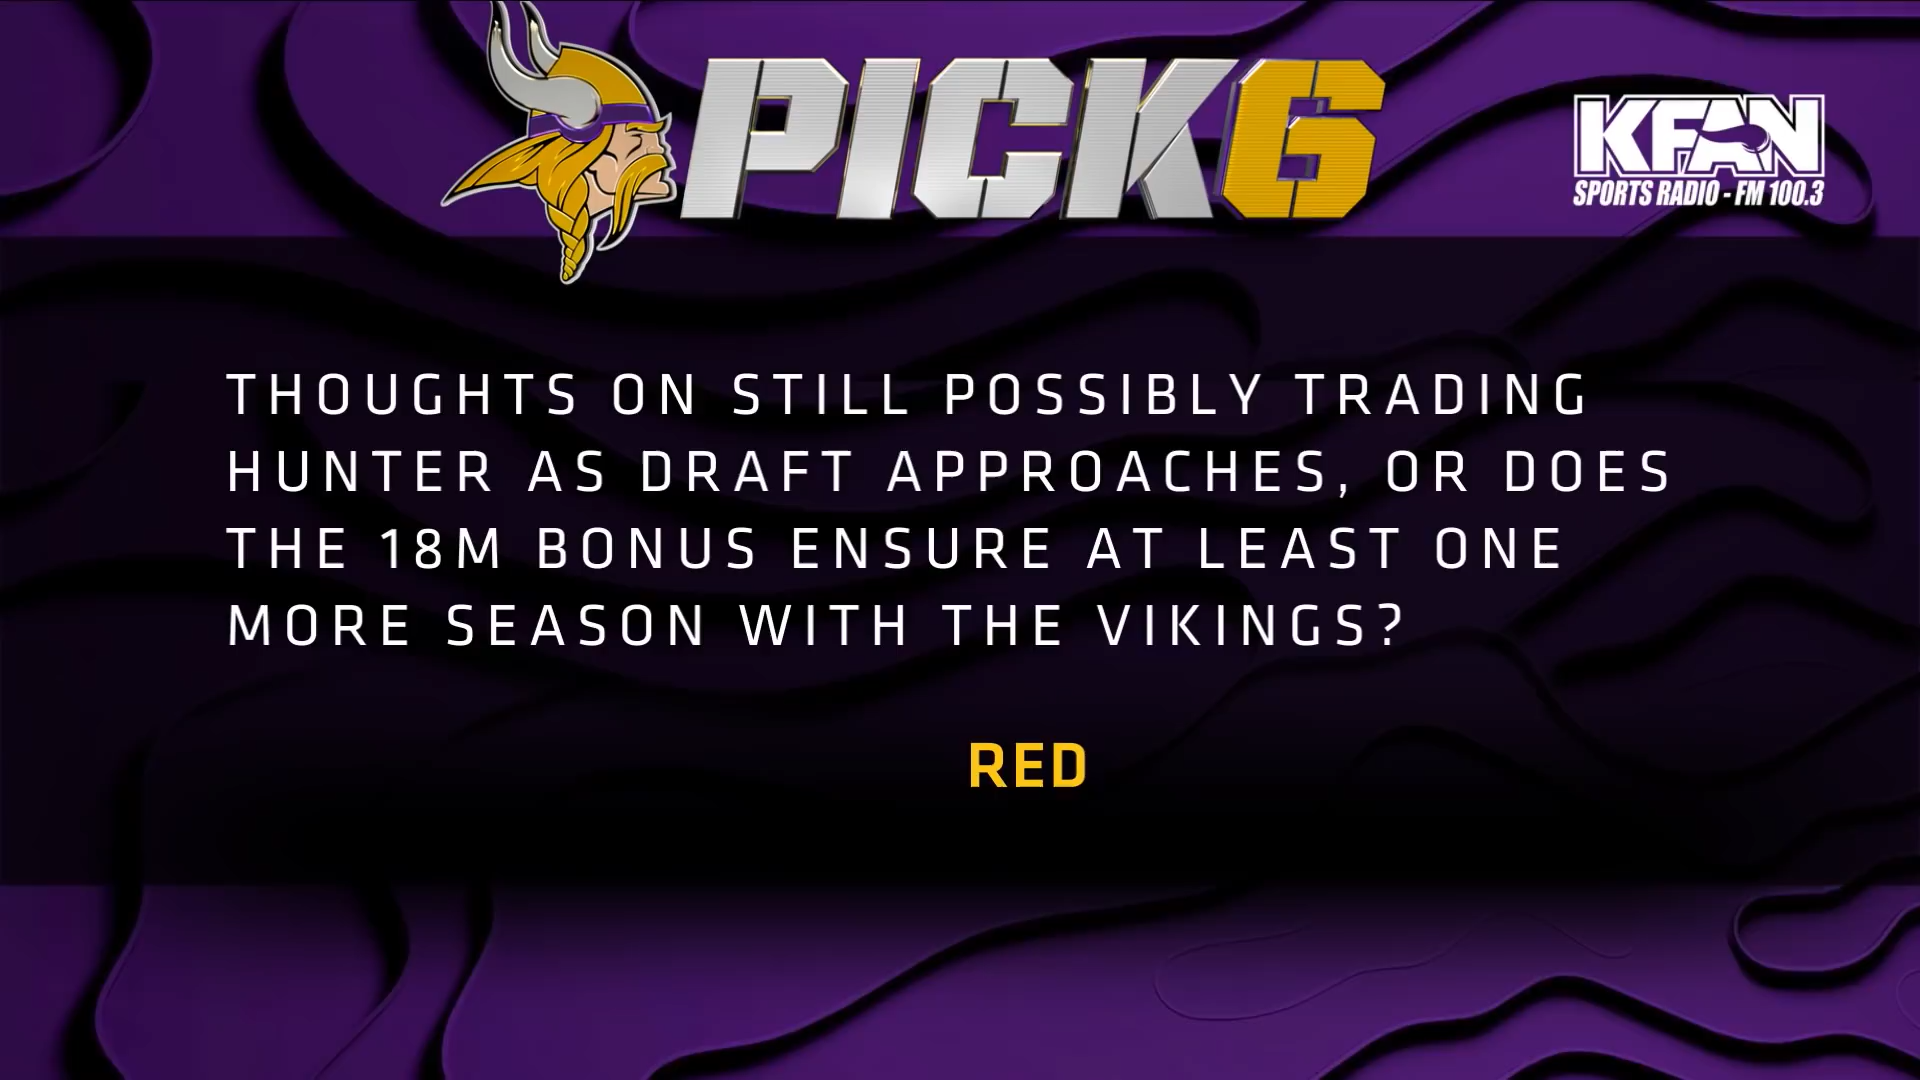 PICK6
KFAN
SPORTS RADIO - FM 100.3
THOUGHTS ON STILL POSSIBLY TRADING
HUNTER AS DRAFT APPROACHES, OR DOES
THE 18M BONUS ENSURE AT LEAST ONE
MORE SEASON WITH THE VIKINGS?
RED